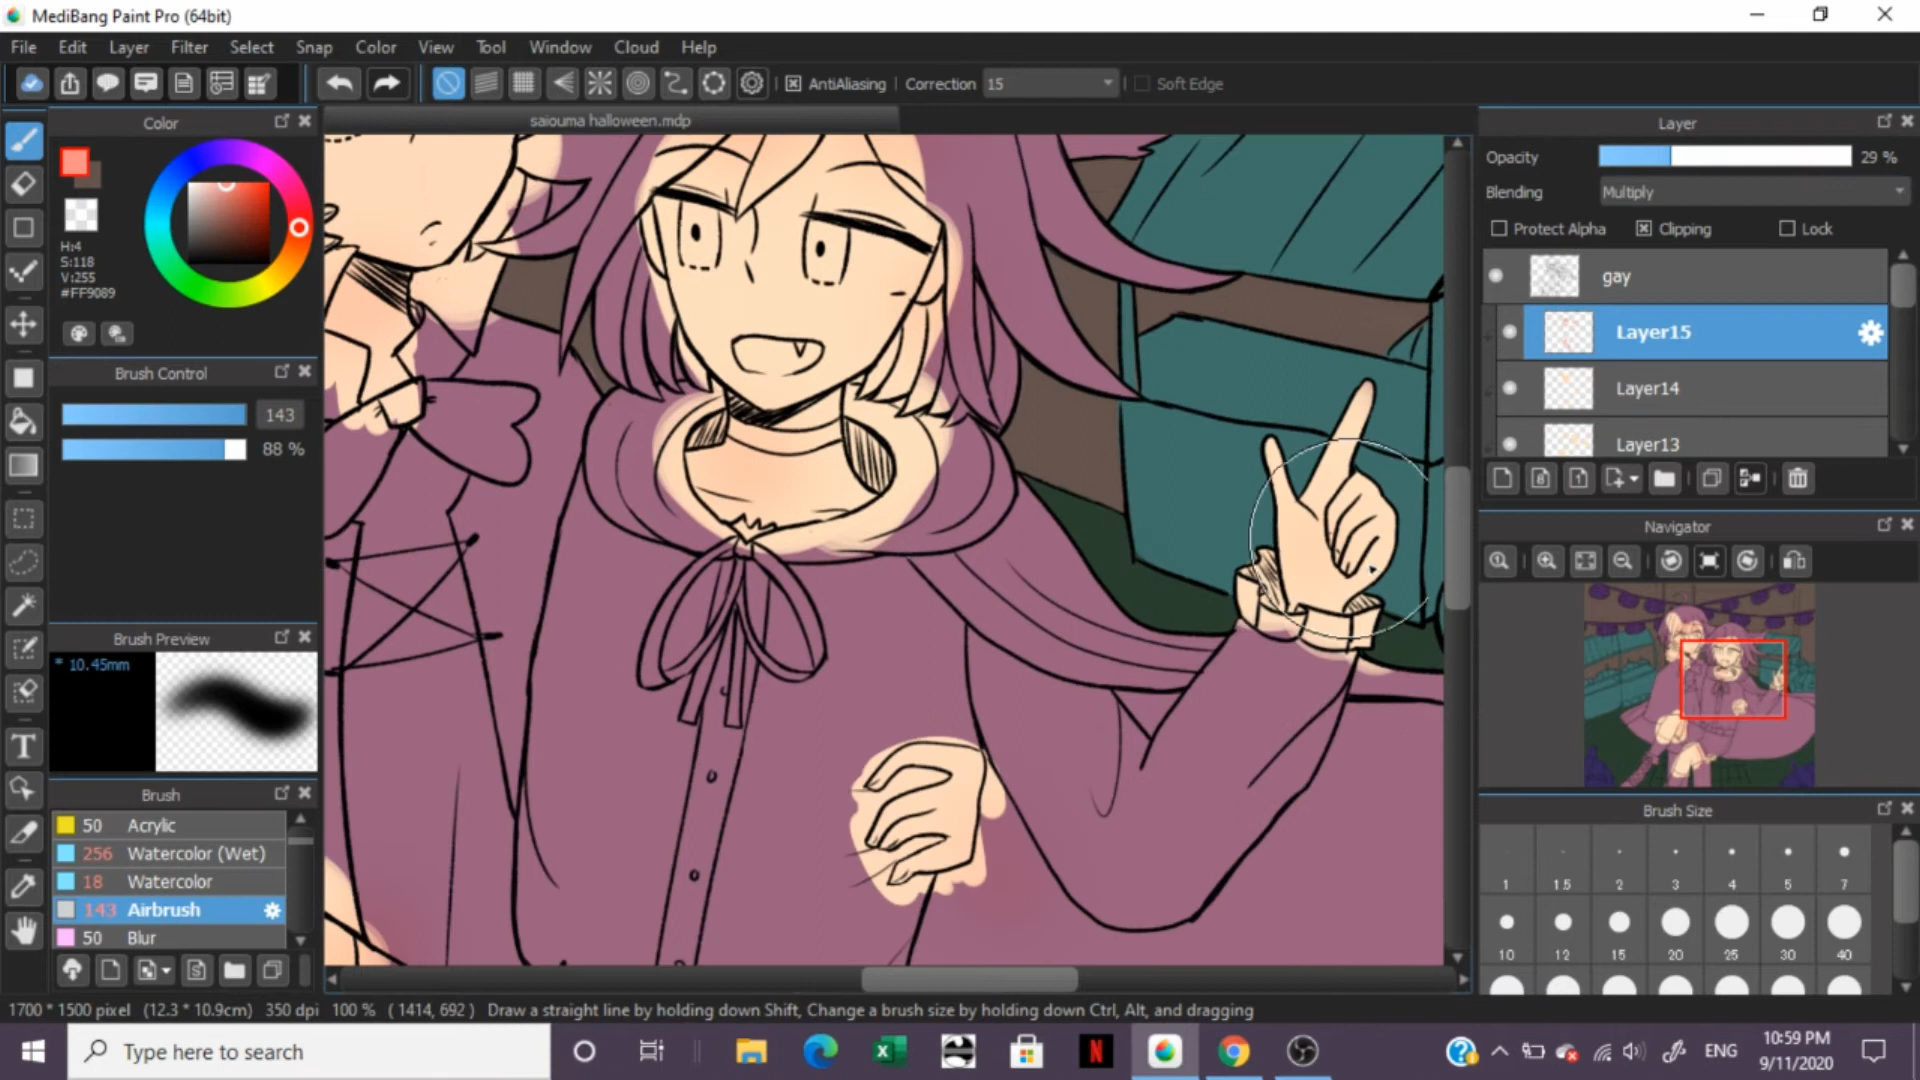 MediBang Paint Pro (64bit)
File Edit Layer Filter Select Snap Color View Tool Window Cloud Help
AntiAliasing Correction 15 Soft Edge
Color
saiouma halloween.mdp
Layer
Opacity 29 %
Blending Multiply
Protect Alpha Clipping Lock
H:4
S:118
V:255
#FF9089
gay
Layer15
Layer14
Layer13
Brush Control
143
88 %
Navigator
Brush Preview
* 10.45mm
Brush
50 Acrylic
256 Watercolor (Wet)
18 Watercolor
143 Airbrush
50 Blur
Brush Size
1 1.5 2 3 4 5 7
10 12 15 20 25 30 40
1700 * 1500 pixel (12.3 * 10.9cm) 350 dpi 100 % ( 1414, 692 ) Draw a straight line by holding down Shift, Change a brush size by holding down Ctrl, Alt, and dragging
Type here to search
ENG
10:59 PM
9/11/2020